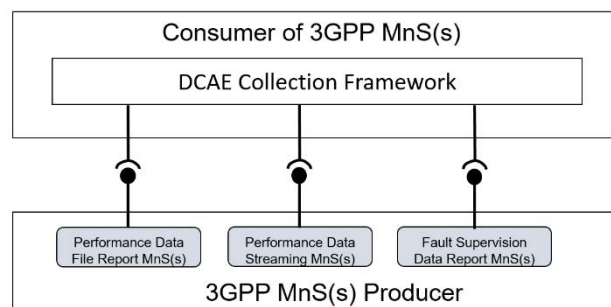 Consumer of 3GPP MnS(s)
DCAE Collection Framework
Performance Data
File Report MnS(s)
Performance Data
Streaming MnS(s)
Fault Supervision
Data Report MnS(s)
3GPP MnS(s) Producer